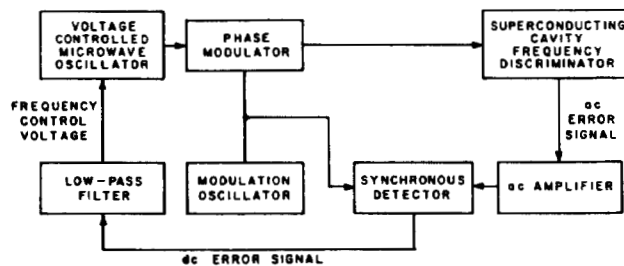 VOLTAGE
CONTROLLED
MICROWAVE
OSCILLATOR
PHASE
MODULATOR
SUPERCONDUCTING
CAVITY
FREQUENCY
DISCRIMINATOR
FREQUENCY
CONTROL
VOLTAGE
ac
ERROR
SIGNAL
LOW-PASS
FILTER
MODULATION
OSCILLATOR
SYNCHRONOUS
DETECTOR
ac AMPLIFIER
dc ERROR SIGNAL